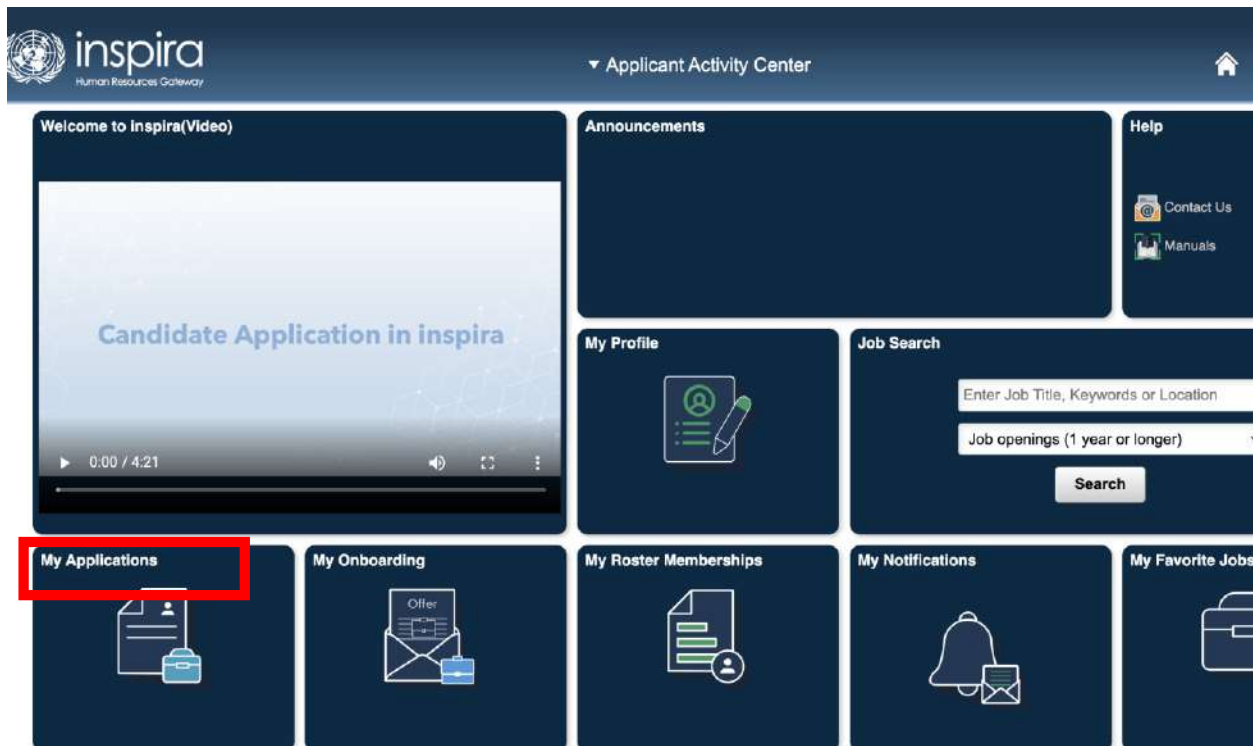 inspira
Human Resources Gateway
Applicant Activity Center
Welcome to inspira(Video)
Candidate Application in inspira
0:00 / 4:21
Announcements
Help
Contact Us
Manuals
My Profile
Job Search
Enter Job Title, Keywords or Location
Job openings (1 year or longer)
Search
My Applications
My Onboarding
Offer
My Roster Memberships
My Notifications
My Favorite Jobs